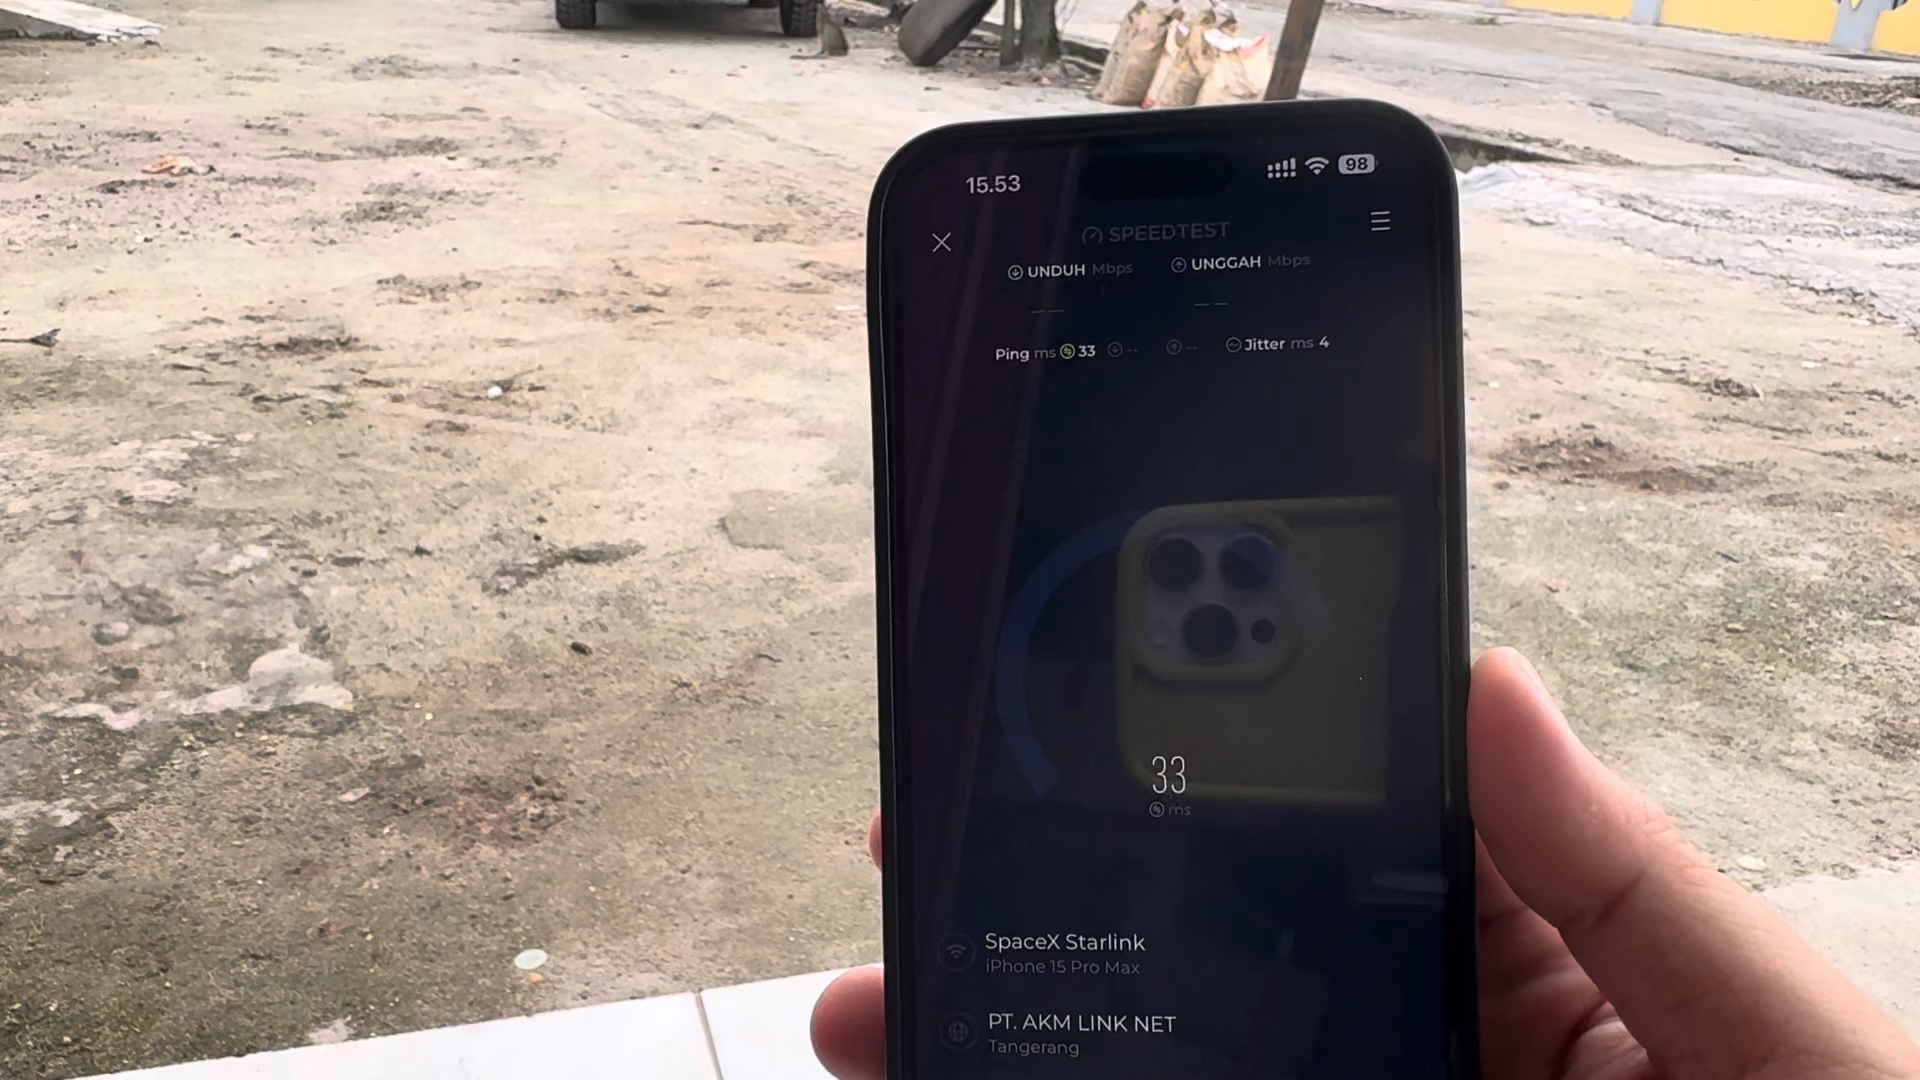 15.53 98
SPEEDTEST
UNDUH Mbps UNGGAH Mbps
-- --
Ping ms 33 -- -- Jitter ms 4
33
ms
SpaceX Starlink
iPhone 15 Pro Max
PT. AKM LINK NET
Tangerang